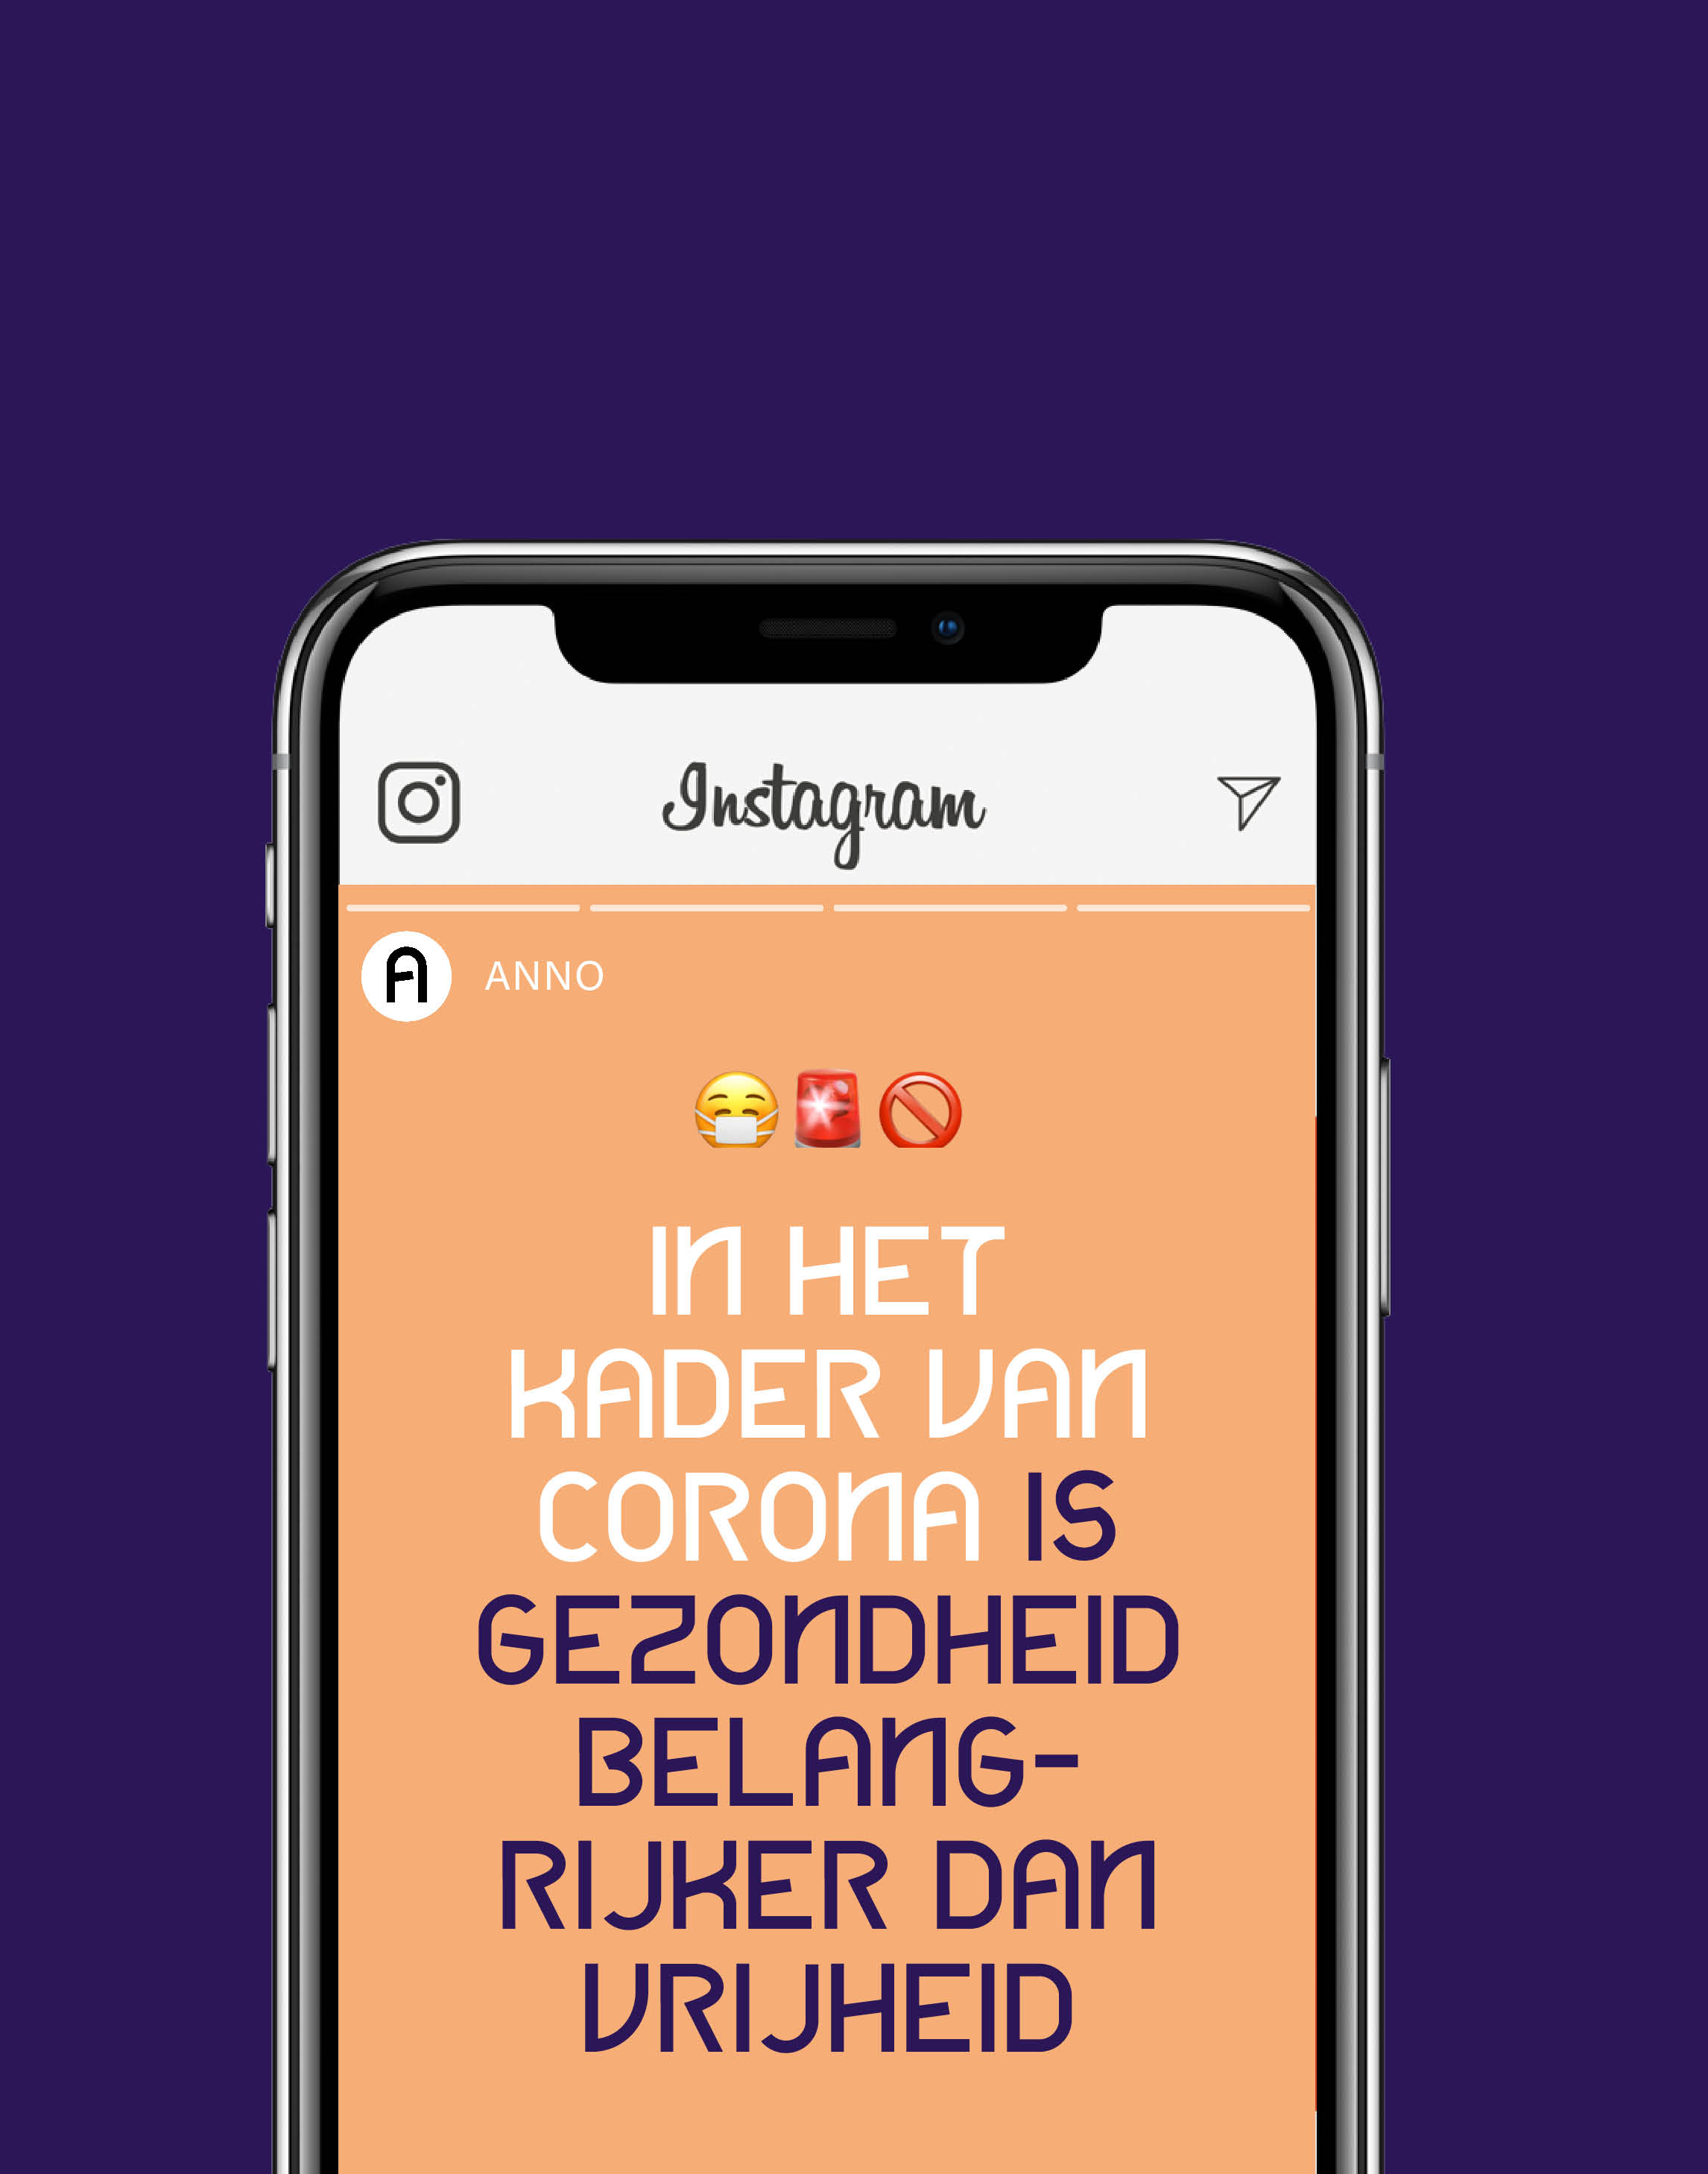 Instagram
A ANNO
IN HET
KADER VAN
CORONA IS
GEZONDHEID
BELANG-
RIJKER DAN
VRIJHEID